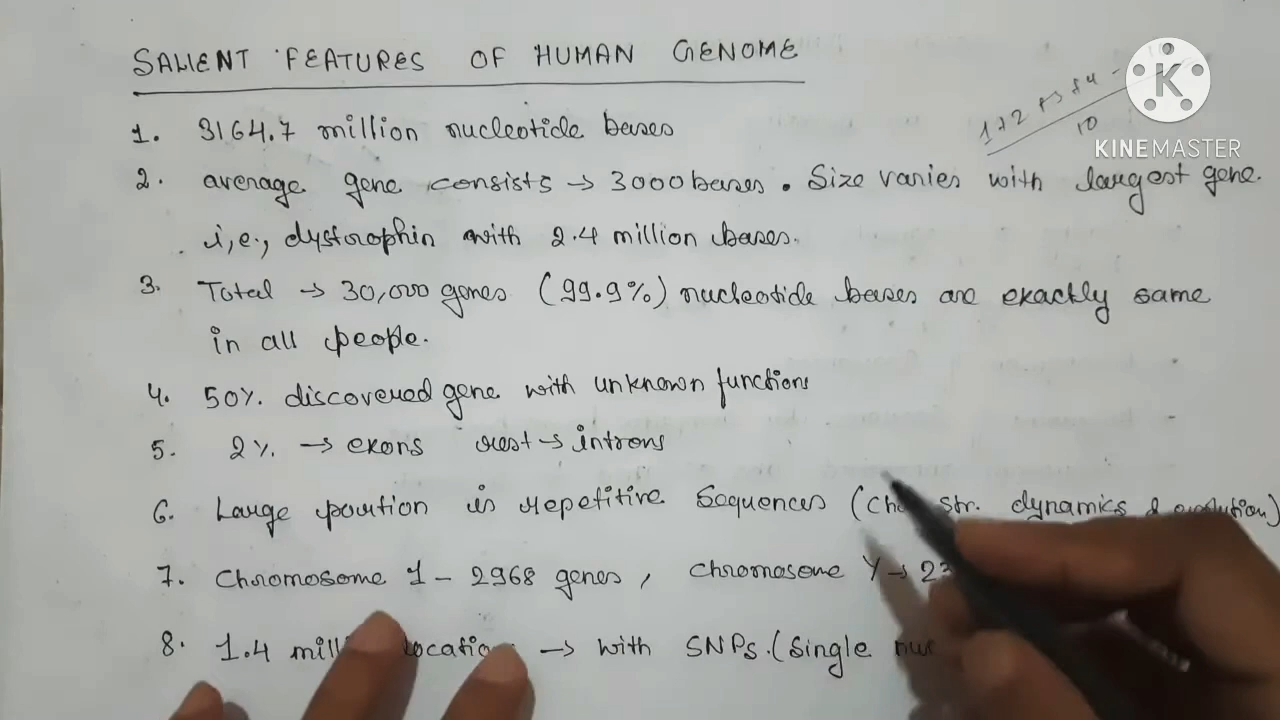 SALIENT FEATURES OF HUMAN GENOME
K
KINEMASTER
10
1. 3164.7 million nucleotide bases
2. average gene consists → 3000 bases. Size varies with largest gene.
i,e., dystrophin with 2.4 million bases.
3. Total → 30,000 genes (99.9%) nucleotide bases are exactly same
in all people.
4. 50% discovered gene with unknown functions
5. 2% → exons rest → introns
6. Large portion is repetitive sequences (ch str. dynamics & evolution)
7. Chromosome 1 - 2968 genes, chromosome Y → 23
8. 1.4 mill locations → with SNPs. (Single nuc